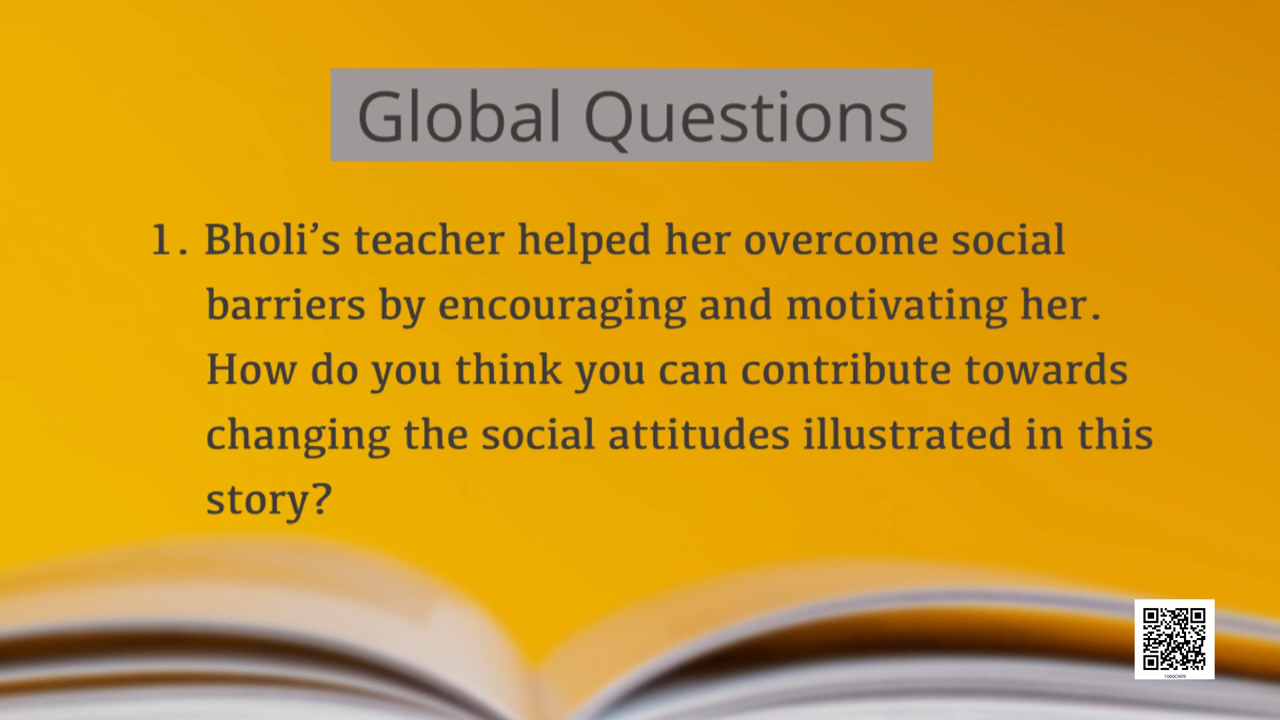 Global Questions
1. Bholi’s teacher helped her overcome social
barriers by encouraging and motivating her.
How do you think you can contribute towards
changing the social attitudes illustrated in this
story?